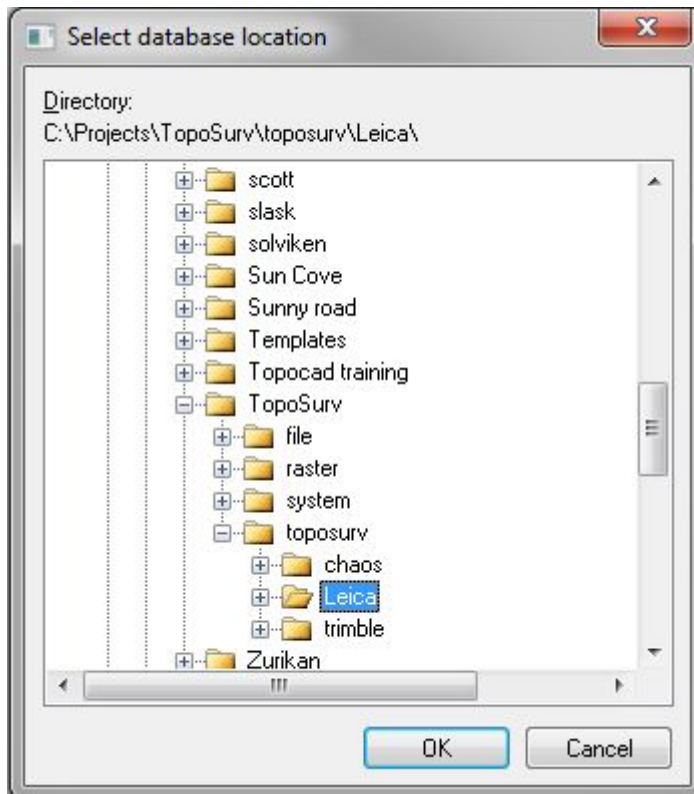 Select database location
Directory:
C:\Projects\TopoSurv\toposurv\Leica\
scott
slask
solviken
Sun Cove
Sunny road
Templates
Topocad training
TopoSurv
file
raster
system
toposurv
chaos
Leica
trimble
Zurikan
OK Cancel